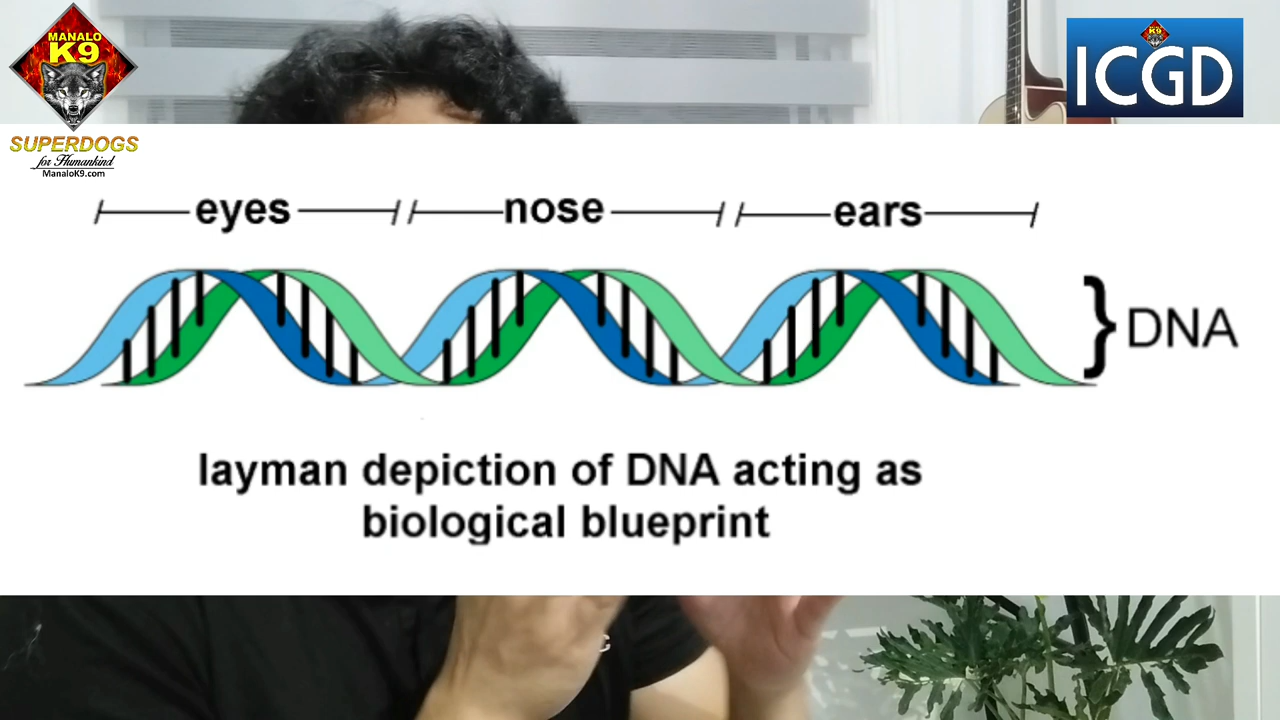 MANALO
K9
SUPERDOGS
for Humankind
ManaloK9.com
K9
ICGD
eyes
nose
ears
DNA
layman depiction of DNA acting as
biological blueprint